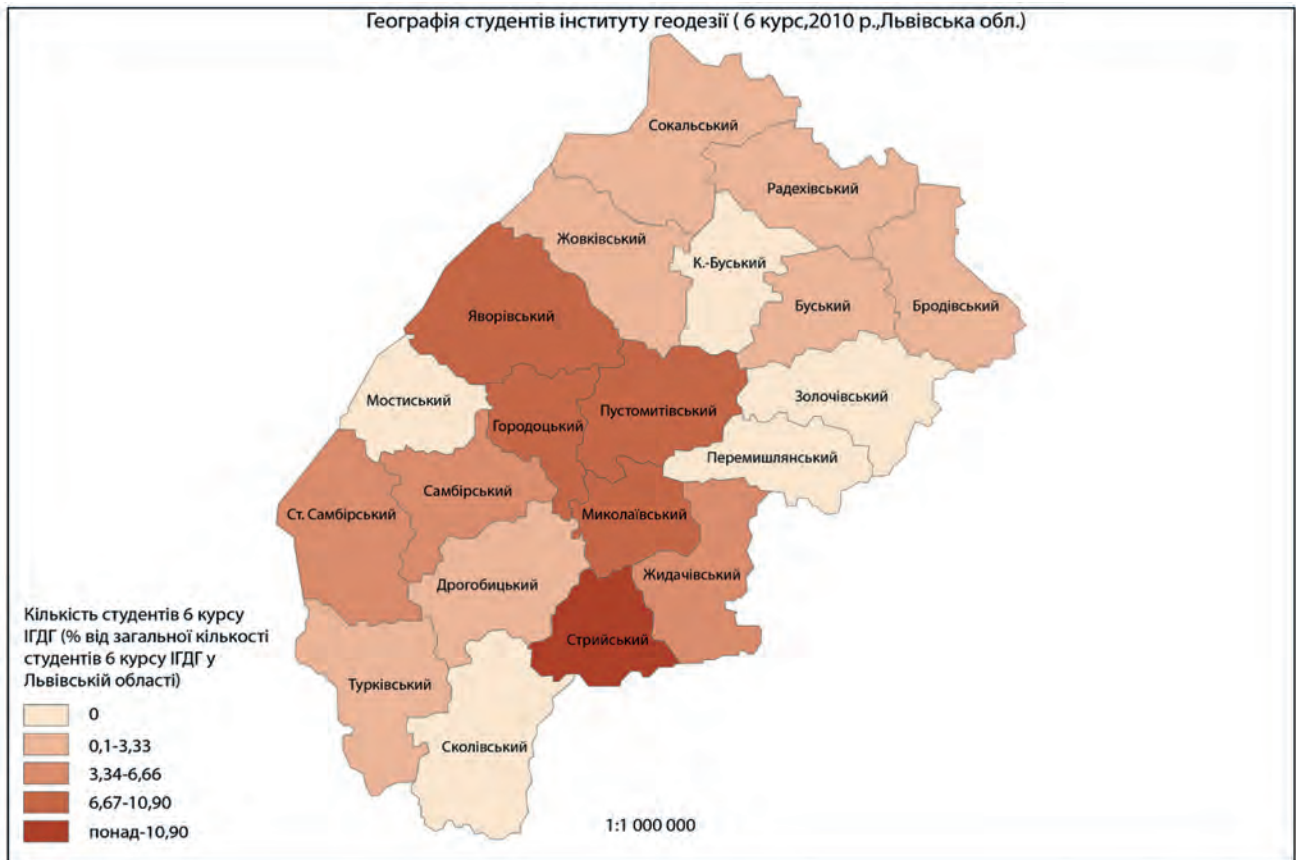 Географія студентів інституту геодезії ( 6 курс,2010 р.,Львівська обл.)
Сокальський
Радехівський
Жовківський
К.-Буський
Буський
Бродівський
Яворівський
Мостиський
Золочівський
Пустомитівський
Городоцький
Перемишлянський
Самбірський
Ст. Самбірський
Миколаївський
Жидачівський
Дрогобицький
Стрийський
Турківський
Сколівський
Кількість студентів 6 курсу
ІГДГ (% від загальної кількості
студентів 6 курсу ІГДГ у
Львівській області)
0
0,1-3,33
3,34-6,66
6,67-10,90
понад-10,90
1:1 000 000